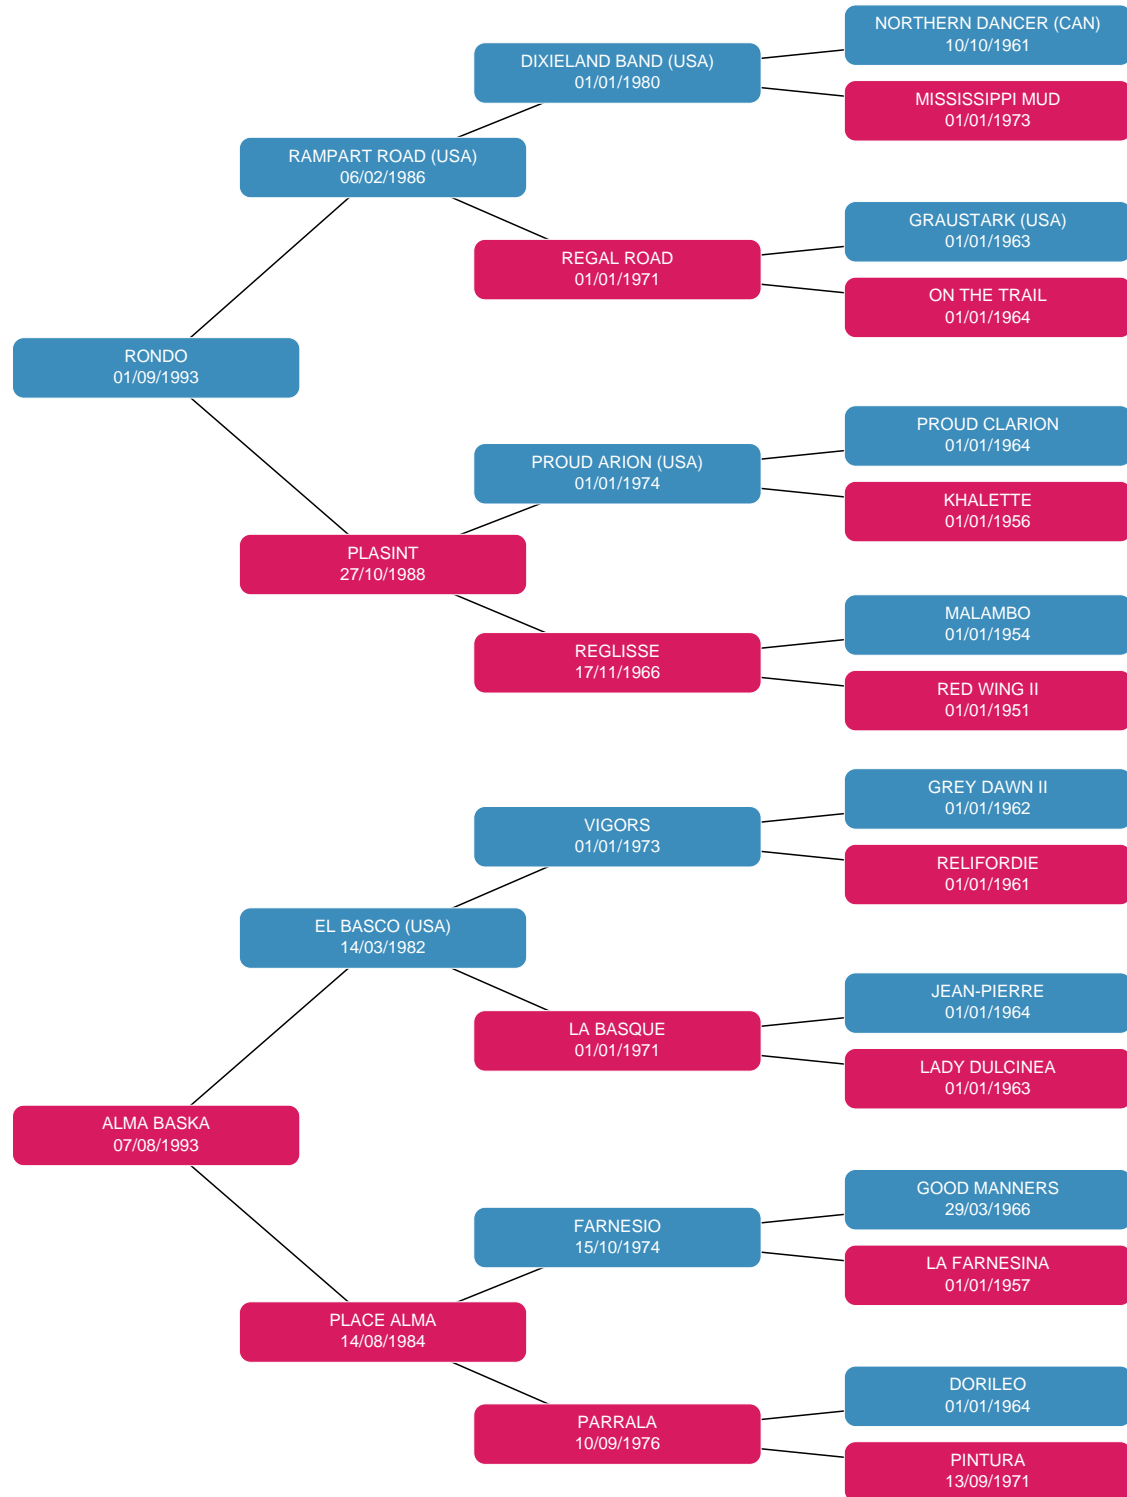 NORTHERN DANCER (CAN)
10/10/1961
DIXIELAND BAND (USA)
01/01/1980
MISSISSIPPI MUD
01/01/1973
RAMPART ROAD (USA)
06/02/1986
GRAUSTARK (USA)
01/01/1963
REGAL ROAD
01/01/1971
ON THE TRAIL
01/01/1964
RONDO
01/09/1993
PROUD CLARION
01/01/1964
PROUD ARION (USA)
01/01/1974
KHALETTE
01/01/1956
PLASINT
27/10/1988
MALAMBO
01/01/1954
REGLISSE
17/11/1966
RED WING II
01/01/1951
GREY DAWN II
01/01/1962
VIGORS
01/01/1973
RELIFORDIE
01/01/1961
EL BASCO (USA)
14/03/1982
JEAN-PIERRE
01/01/1964
LA BASQUE
01/01/1971
LADY DULCINEA
01/01/1963
ALMA BASKA
07/08/1993
GOOD MANNERS
29/03/1966
FARNESIO
15/10/1974
LA FARNESINA
01/01/1957
PLACE ALMA
14/08/1984
DORILEO
01/01/1964
PARRALA
10/09/1976
PINTURA
13/09/1971